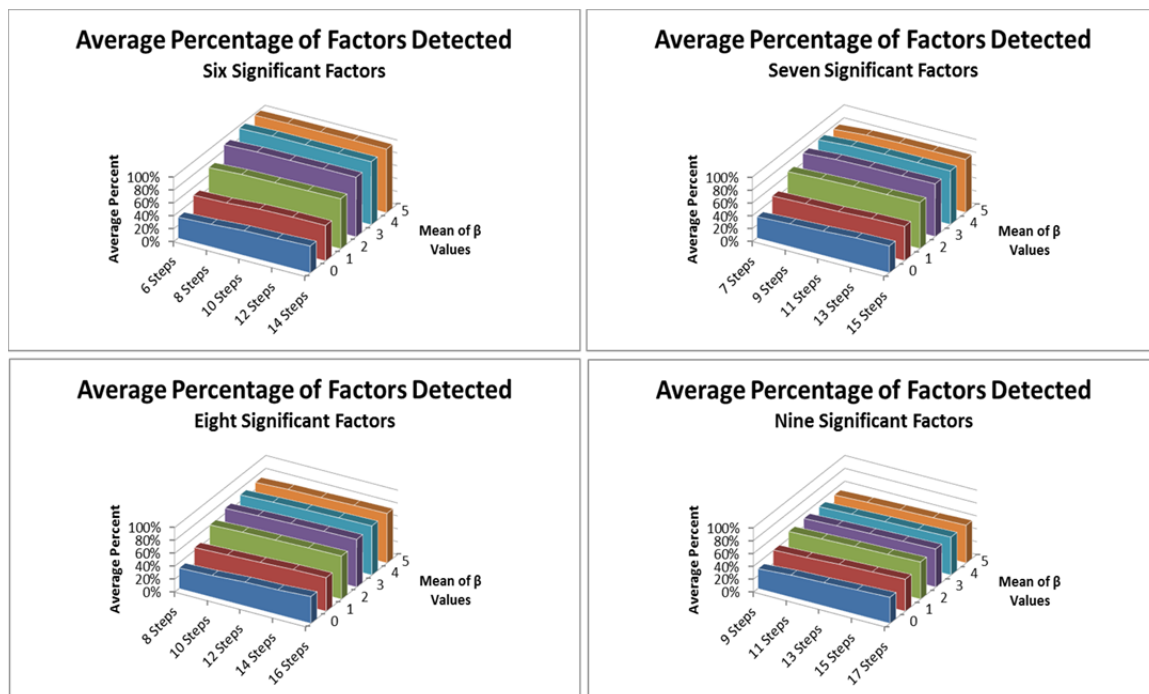 Average Percentage of Factors Detected
Six Significant Factors
Average Percent
100%
80%
60%
40%
20%
0%
6 Steps
8 Steps
10 Steps
12 Steps
14 Steps
0
1
2
3
4
5
Mean of β
Values
Average Percentage of Factors Detected
Seven Significant Factors
Average Percent
100%
80%
60%
40%
20%
0%
7 Steps
9 Steps
11 Steps
13 Steps
15 Steps
0
1
2
3
4
5
Mean of β
Values
Average Percentage of Factors Detected
Eight Significant Factors
Average Percent
100%
80%
60%
40%
20%
0%
8 Steps
10 Steps
12 Steps
14 Steps
16 Steps
0
1
2
3
4
5
Mean of β
Values
Average Percentage of Factors Detected
Nine Significant Factors
Average Percent
100%
80%
60%
40%
20%
0%
9 Steps
11 Steps
13 Steps
15 Steps
17 Steps
0
1
2
3
4
5
Mean of β
Values